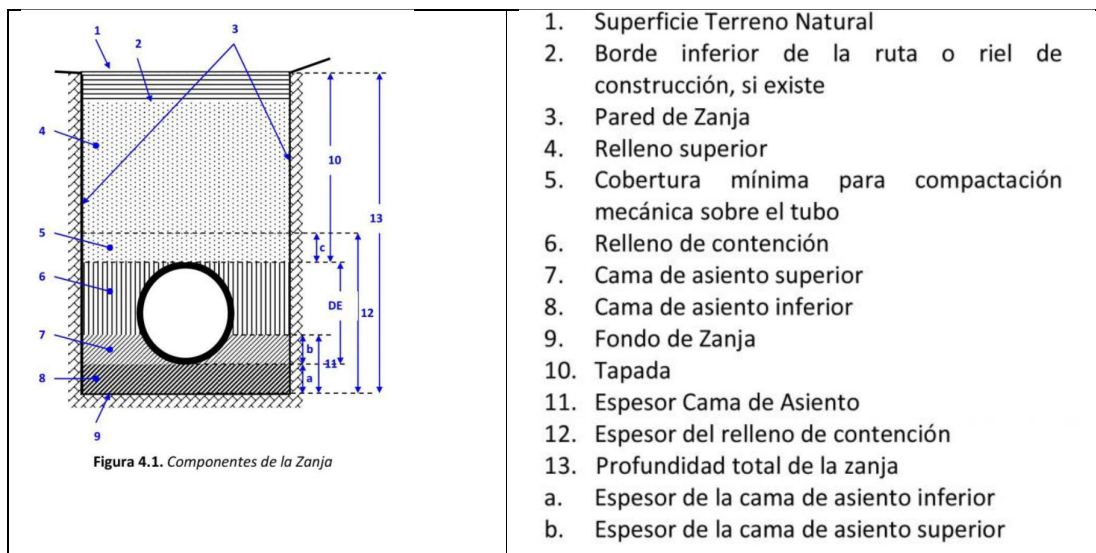 1
2
3
4
10
13
5
c
6
DE
12
7
b
11
8
a
9
Figura 4.1. Componentes de la Zanja
1. Superficie Terreno Natural
2. Borde inferior de la ruta o riel de
construcción, si existe
3. Pared de Zanja
4. Relleno superior
5. Cobertura mínima para compactación
mecánica sobre el tubo
6. Relleno de contención
7. Cama de asiento superior
8. Cama de asiento inferior
9. Fondo de Zanja
10. Tapada
11. Espesor Cama de Asiento
12. Espesor del relleno de contención
13. Profundidad total de la zanja
a. Espesor de la cama de asiento inferior
b. Espesor de la cama de asiento superior